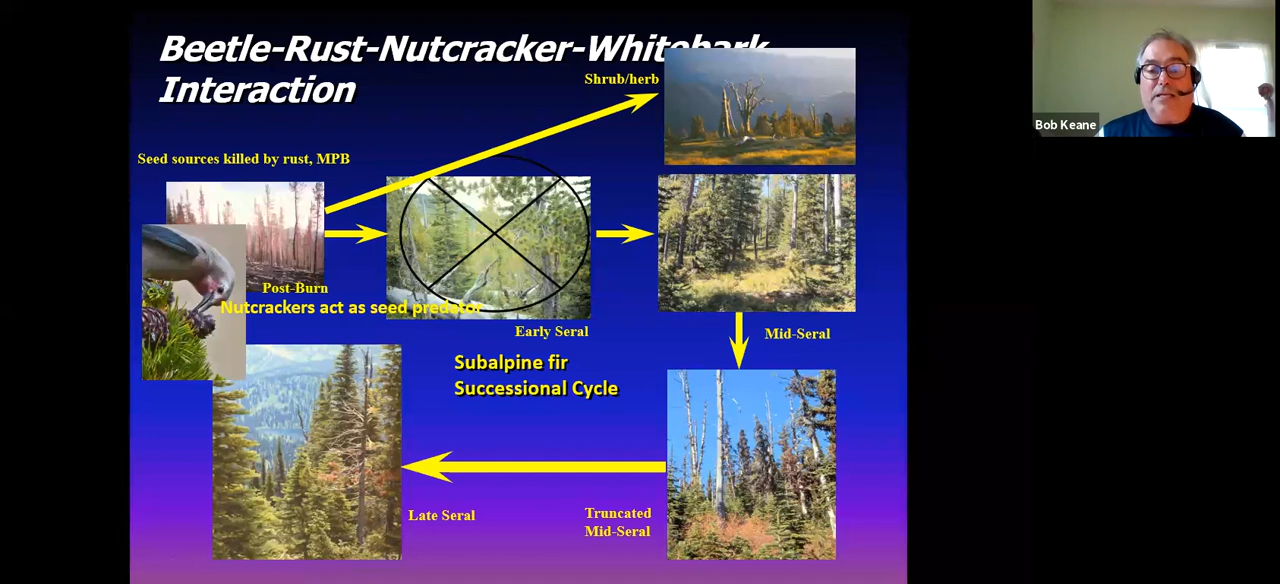 Beetle-Rust-Nutcracker-Whitebark
Interaction
Shrub/herb
Seed sources killed by rust, MPB
Bob Keane
Post-Burn
Nutcrackers act as seed predator
Early Seral
Mid-Seral
Subalpine fir
Successional Cycle
Late Seral
Truncated
Mid-Seral